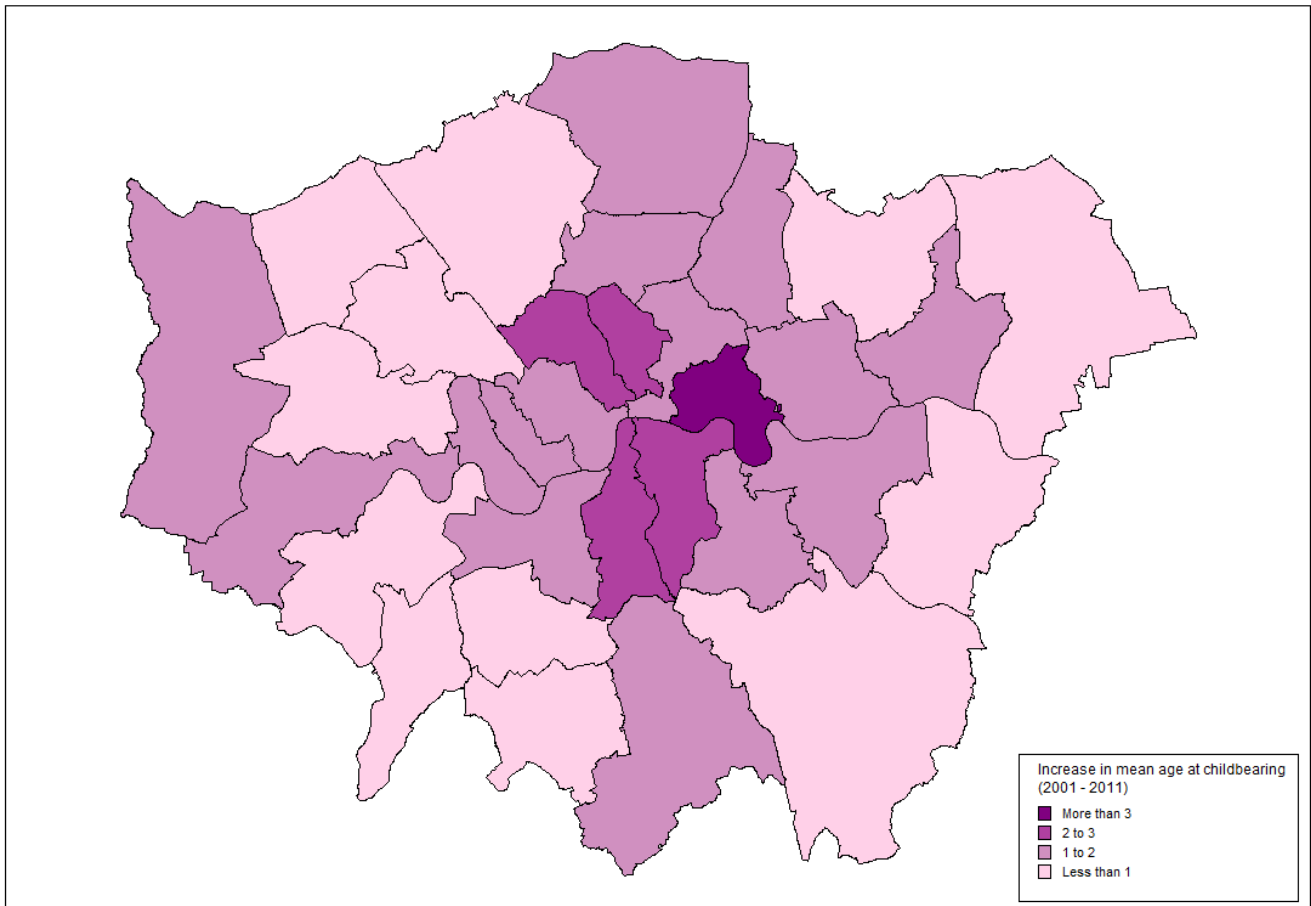 Increase in mean age at childbearing
(2001 - 2011)
More than 3
2 to 3
1 to 2
Less than 1